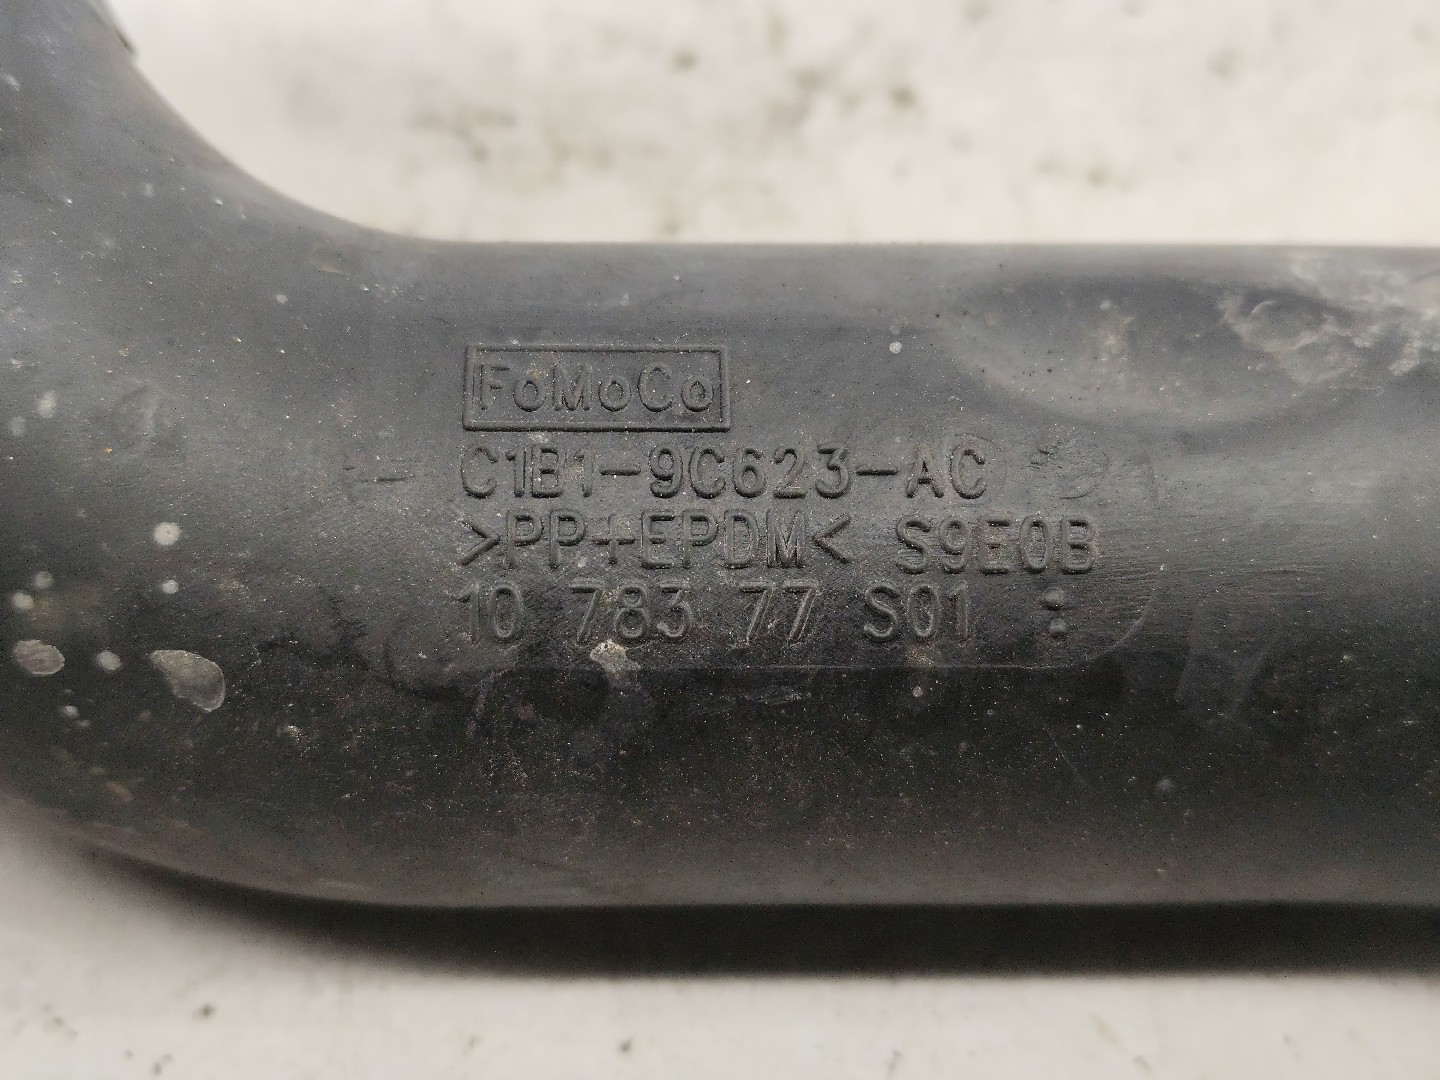 FoMoCo
C1B1-9C623-AC
>PP+EPDM< S9E0B
10 783 77 S01